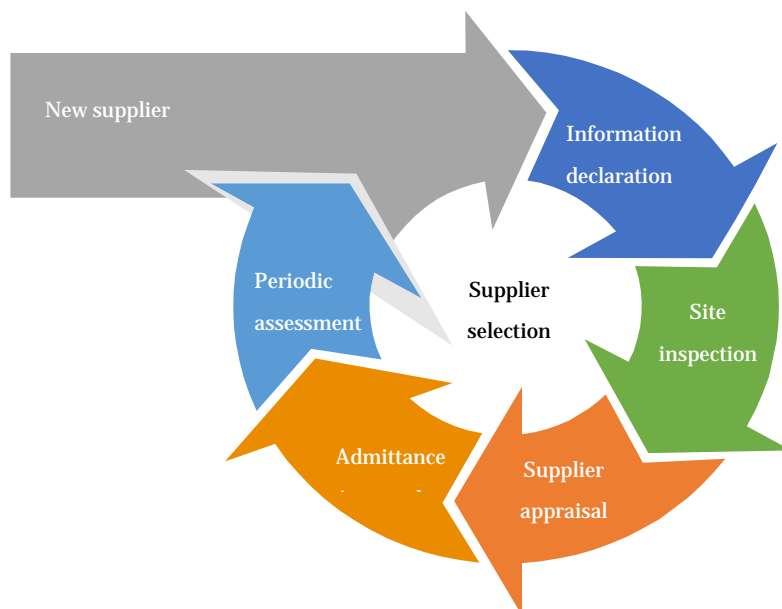 New supplier
Information
declaration
Site
inspection
Supplier
appraisal
Admittance
Periodic
assessment
Supplier
selection